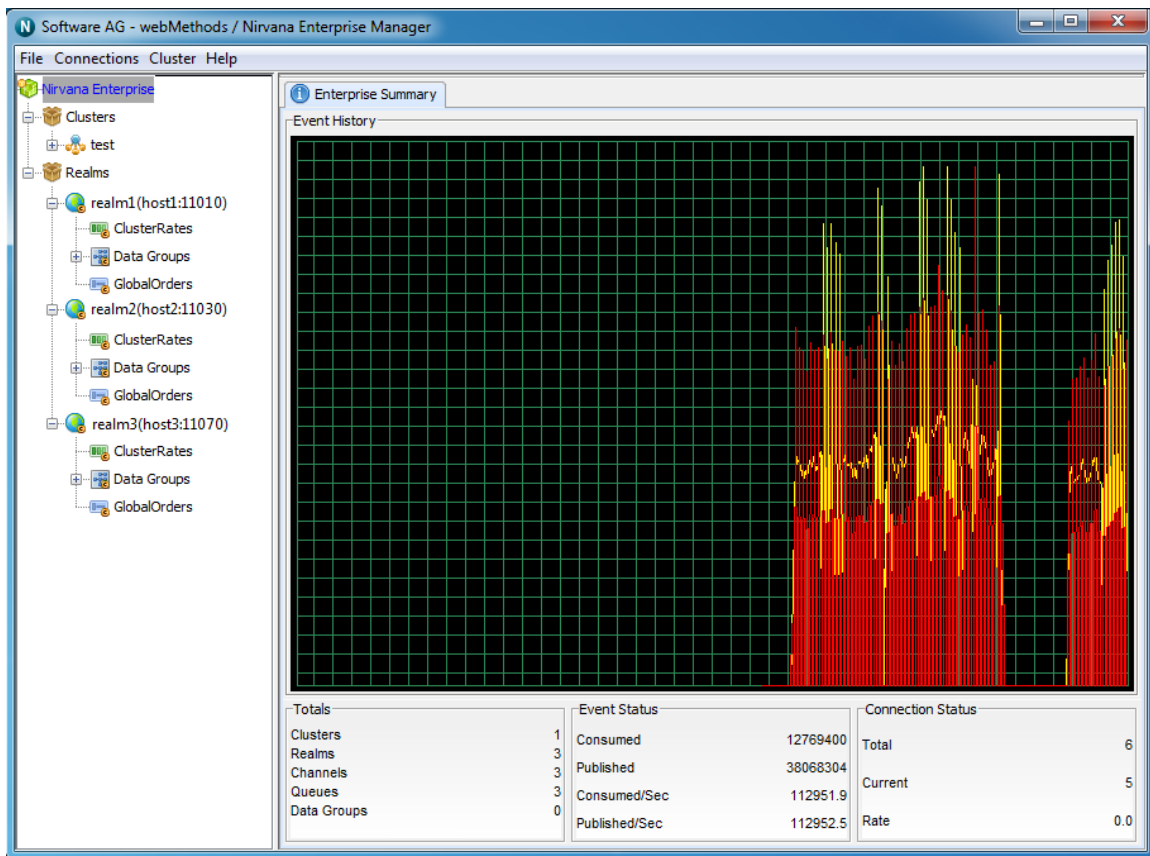 Software AG - webMethods / Nirvana Enterprise Manager
File Connections Cluster Help
Nirvana Enterprise
Clusters
test
Realms
realm1(host1:11010)
ClusterRates
Data Groups
GlobalOrders
realm2(host2:11030)
ClusterRates
Data Groups
GlobalOrders
realm3(host3:11070)
ClusterRates
Data Groups
GlobalOrders
Enterprise Summary
Event History
Totals
Clusters 1
Realms 3
Channels 3
Queues 3
Data Groups 0
Event Status
Consumed 12769400
Published 38068304
Consumed/Sec 112951.9
Published/Sec 112952.5
Connection Status
Total 6
Current 5
Rate 0.0